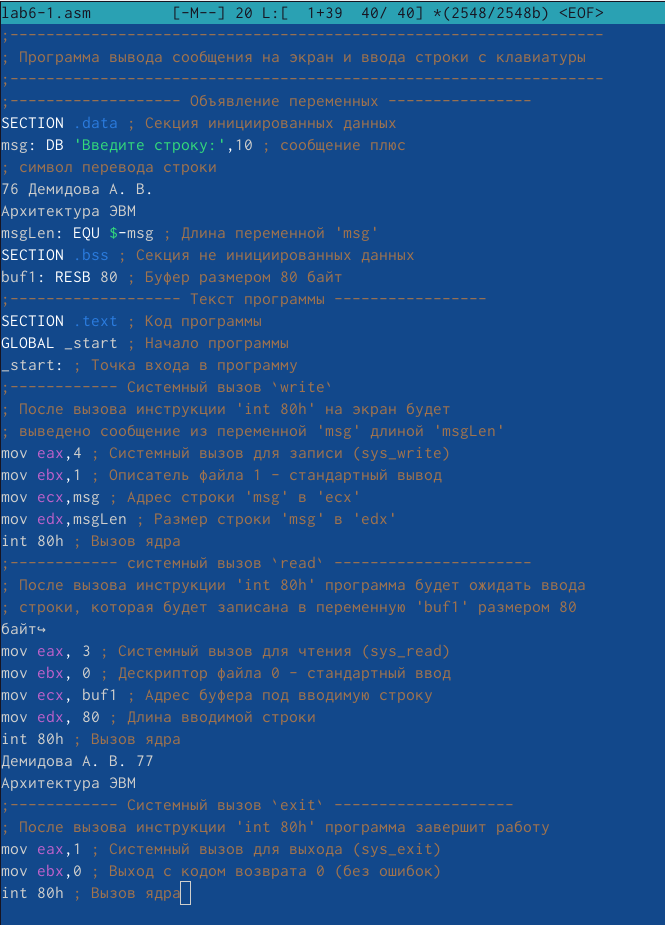 lab6-1.asm [-M--] 20 L:[ 1+39 40/ 40] *(2548/2548b) <EOF>
;------------------------------------------------------------------
; Программа вывода сообщения на экран и ввода строки с клавиатуры
;------------------------------------------------------------------
;------------------- Объявление переменных ----------------
SECTION .data ; Секция инициированных данных
msg: DB 'Введите строку:',10 ; сообщение плюс
; символ перевода строки
76 Демидова А. В.
Архитектура ЭВМ
msgLen: EQU $-msg ; Длина переменной 'msg'
SECTION .bss ; Секция не инициированных данных
buf1: RESB 80 ; Буфер размером 80 байт
;------------------- Текст программы -----------------
SECTION .text ; Код программы
GLOBAL _start ; Начало программы
_start: ; Точка входа в программу
;------------ Cистемный вызов `write`
; После вызова инструкции 'int 80h' на экран будет
; выведено сообщение из переменной 'msg' длиной 'msgLen'
mov eax,4 ; Системный вызов для записи (sys_write)
mov ebx,1 ; Описатель файла 1 - стандартный вывод
mov ecx,msg ; Адрес строки 'msg' в 'ecx'
mov edx,msgLen ; Размер строки 'msg' в 'edx'
int 80h ; Вызов ядра
;------------ системный вызов `read` ----------------------
; После вызова инструкции 'int 80h' программа будет ожидать ввода
; строки, которая будет записана в переменную 'buf1' размером 80
байт↪
mov eax, 3 ; Системный вызов для чтения (sys_read)
mov ebx, 0 ; Дескриптор файла 0 - стандартный ввод
mov ecx, buf1 ; Адрес буфера под вводимую строку
mov edx, 80 ; Длина вводимой строки
int 80h ; Вызов ядра
Демидова А. В. 77
Архитектура ЭВМ
;------------ Системный вызов `exit` --------------------
; После вызова инструкции 'int 80h' программа завершит работу
mov eax,1 ; Системный вызов для выхода (sys_exit)
mov ebx,0 ; Выход с кодом возврата 0 (без ошибок)
int 80h ; Вызов ядра